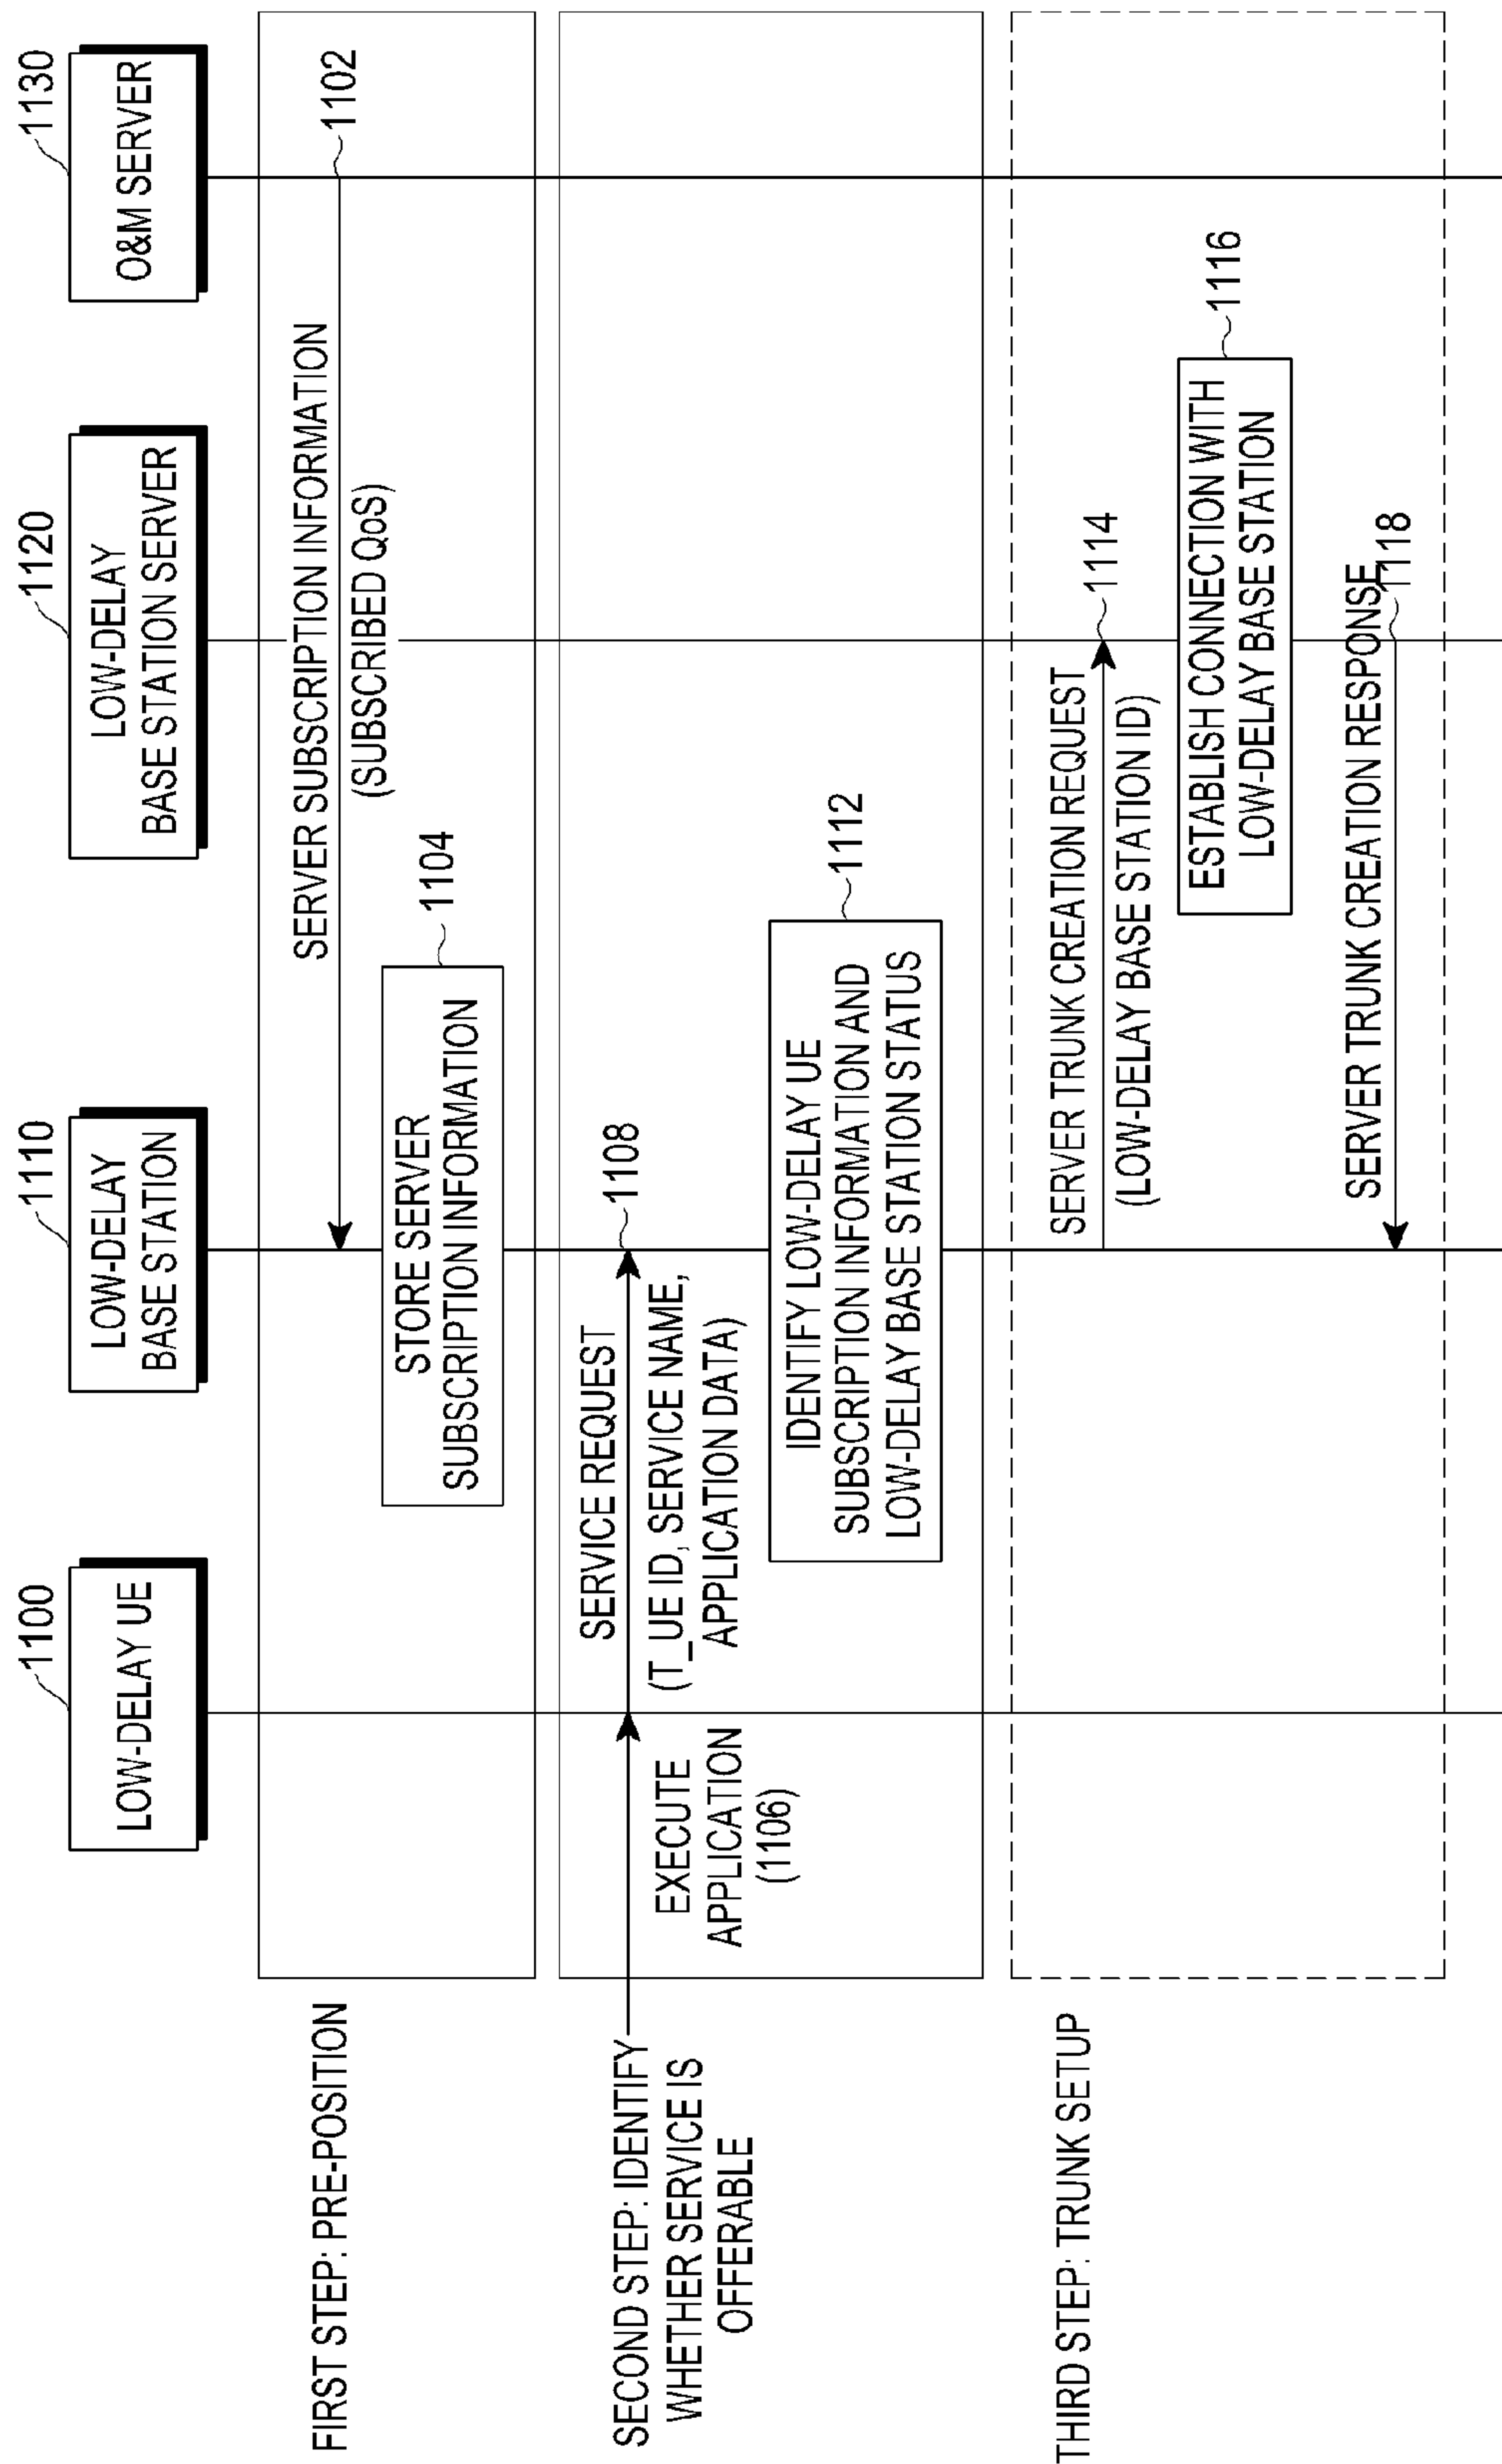 1100
LOW-DELAY UE
1110
LOW-DELAY
BASE STATION
1120
LOW-DELAY
BASE STATION SERVER
1130
O&M SERVER
FIRST STEP: PRE-POSITION
SERVER SUBSCRIPTION INFORMATION
(SUBSCRIBED QoS)
1102
STORE SERVER
SUBSCRIPTION INFORMATION
1104
SECOND STEP: IDENTIFY
WHETHER SERVICE IS
OFFERABLE
EXECUTE
APPLICATION
(1106)
SERVICE REQUEST
(T_UE ID, SERVICE NAME,
APPLICATION DATA)
1108
IDENTIFY LOW-DELAY UE
SUBSCRIPTION INFORMATION AND
LOW-DELAY BASE STATION STATUS
1112
THIRD STEP: TRUNK SETUP
SERVER TRUNK CREATION REQUEST
(LOW-DELAY BASE STATION ID)
1114
ESTABLISH CONNECTION WITH
LOW-DELAY BASE STATION
1116
SERVER TRUNK CREATION RESPONSE
1118